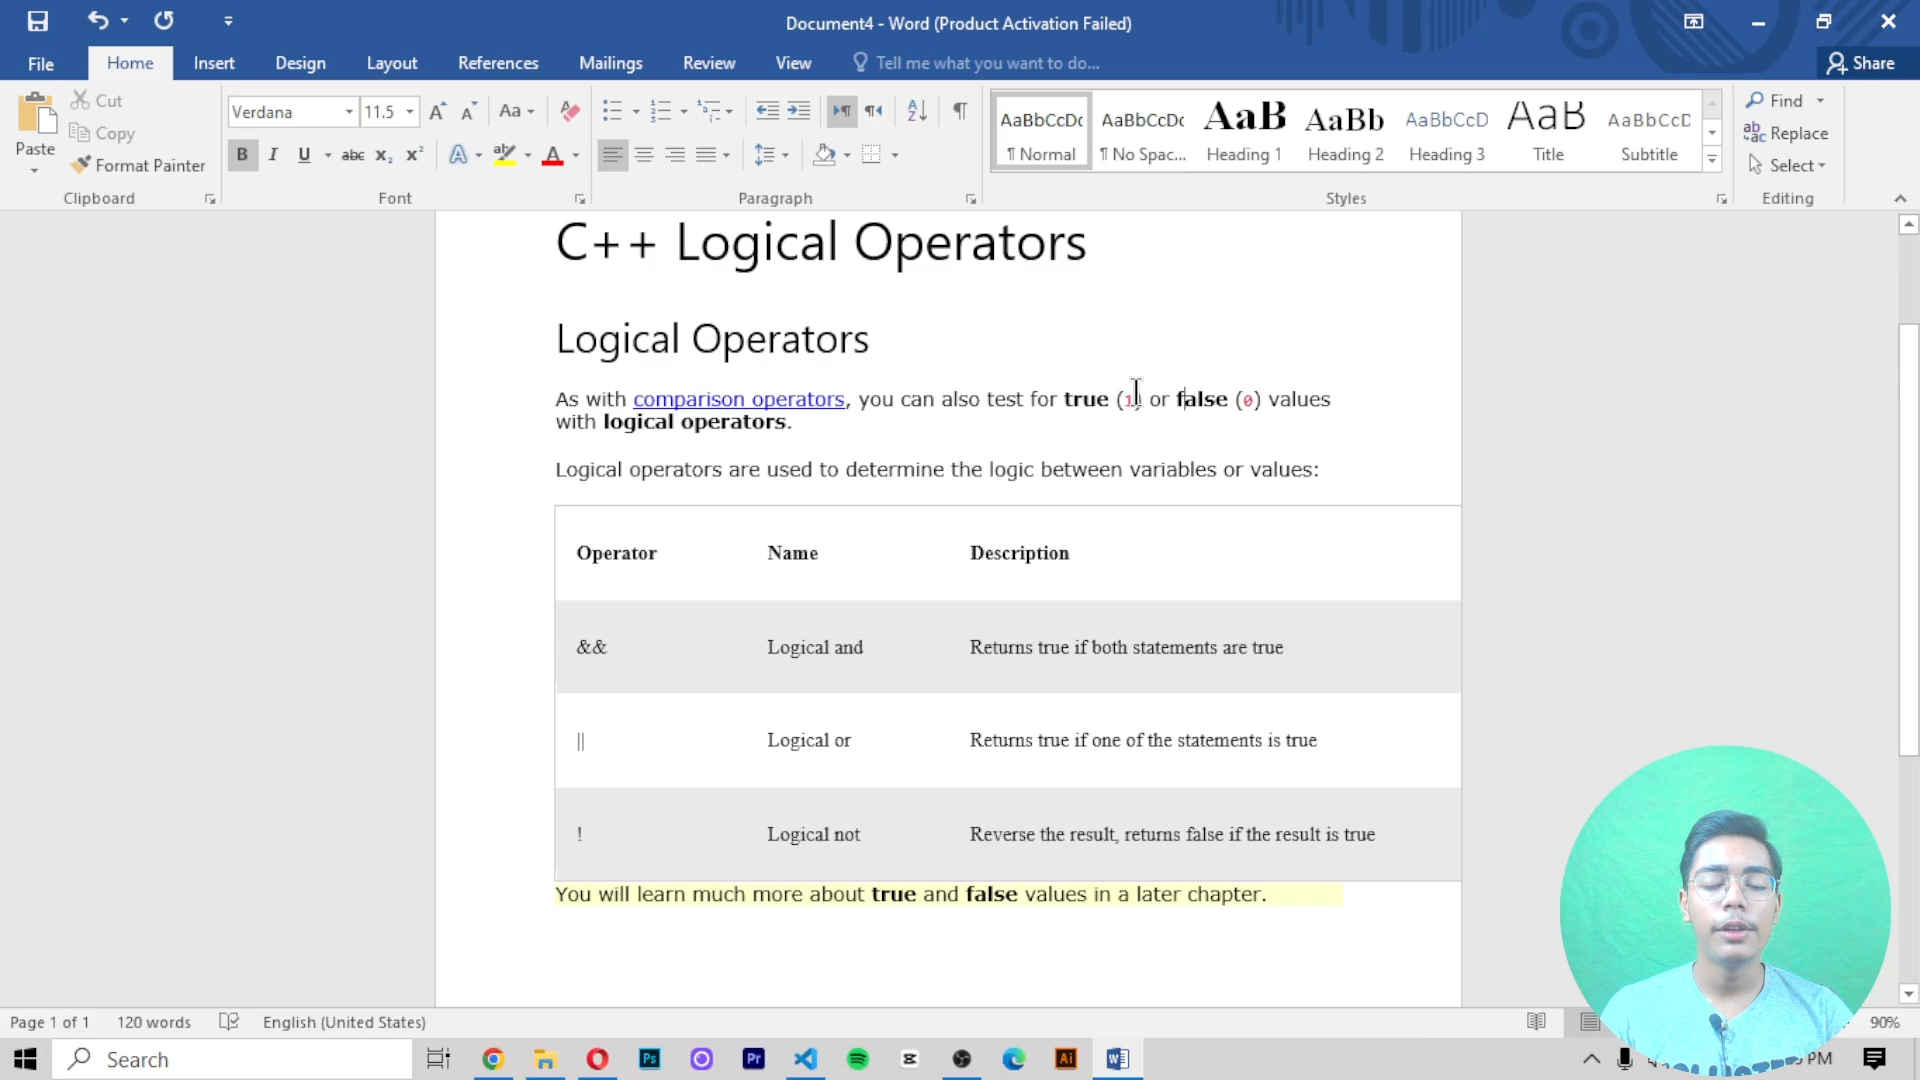 Document4 - Word (Product Activation Failed)
File Home Insert Design Layout References Mailings Review View Tell me what you want to do... Share
Paste
Cut
Copy
Format Painter
Clipboard
Verdana 11.5
Font
Paragraph
AaBbCcDc AaBbCcDc AaB AaBb AaBbCcD AaB AaBbCcD
¶ Normal ¶ No Spac... Heading 1 Heading 2 Heading 3 Title Subtitle
Styles
Find
Replace
Select
Editing
C++ Logical Operators
Logical Operators
As with comparison operators, you can also test for true (1) or false (0) values
with logical operators.
Logical operators are used to determine the logic between variables or values:
Operator Name Description
&& Logical and Returns true if both statements are true
|| Logical or Returns true if one of the statements is true
! Logical not Reverse the result, returns false if the result is true
You will learn much more about true and false values in a later chapter.
Page 1 of 1 120 words English (United States) 90%
Search PM